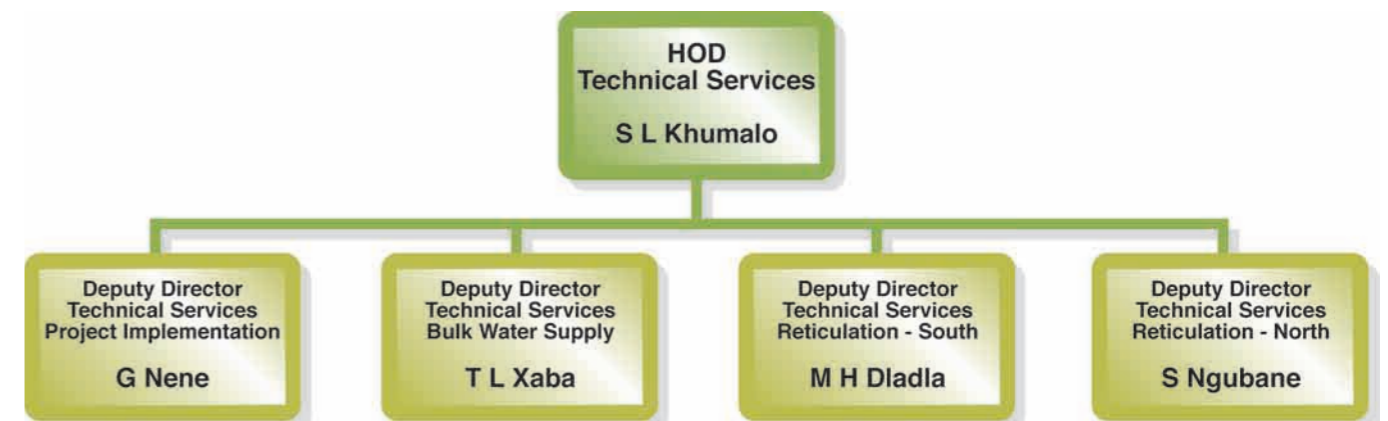 HOD
Technical Services
S L Khumalo
Deputy Director
Technical Services
Project Implementation
G Nene
Deputy Director
Technical Services
Bulk Water Supply
T L Xaba
Deputy Director
Technical Services
Reticulation - South
M H Dladla
Deputy Director
Technical Services
Reticulation - North
S Ngubane